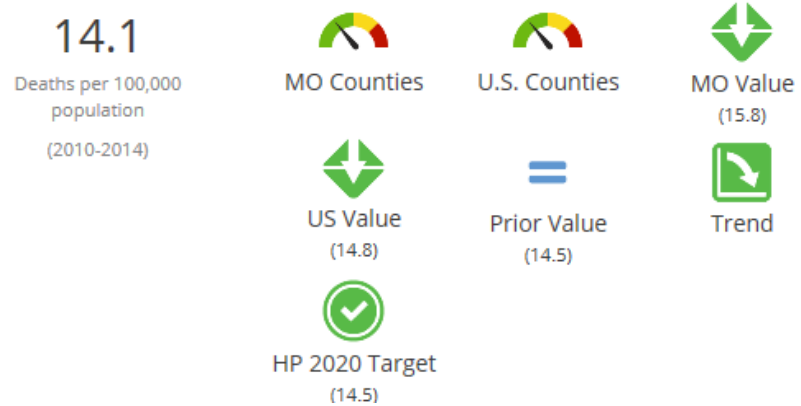 14.1
Deaths per 100,000
population
(2010-2014)
MO Counties
U.S. Counties
MO Value
(15.8)
US Value
(14.8)
Prior Value
(14.5)
Trend
HP 2020 Target
(14.5)